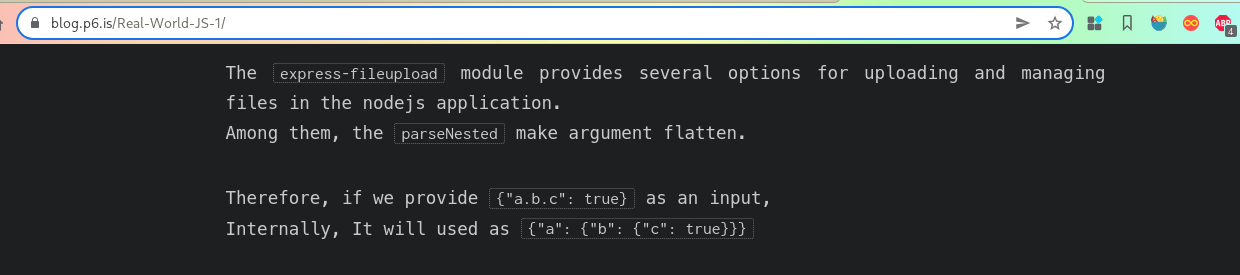 blog.p6.is/Real-World-JS-1/
ABP
4
The express-fileupload module provides several options for uploading and managing
files in the nodejs application.
Among them, the parseNested make argument flatten.
Therefore, if we provide {"a.b.c": true} as an input,
Internally, It will used as {"a": {"b": {"c": true}}}